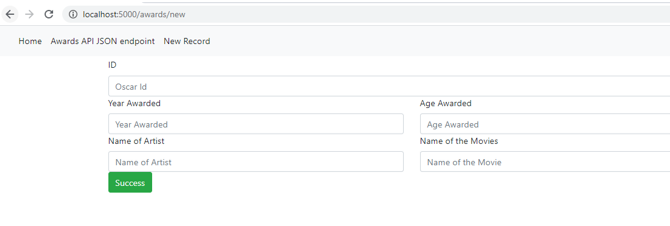 localhost:5000/awards/new
Home Awards API JSON endpoint New Record
ID
Oscar Id
Year Awarded Age Awarded
Year Awarded Age Awarded
Name of Artist Name of the Movies
Name of Artist Name of the Movie
Success